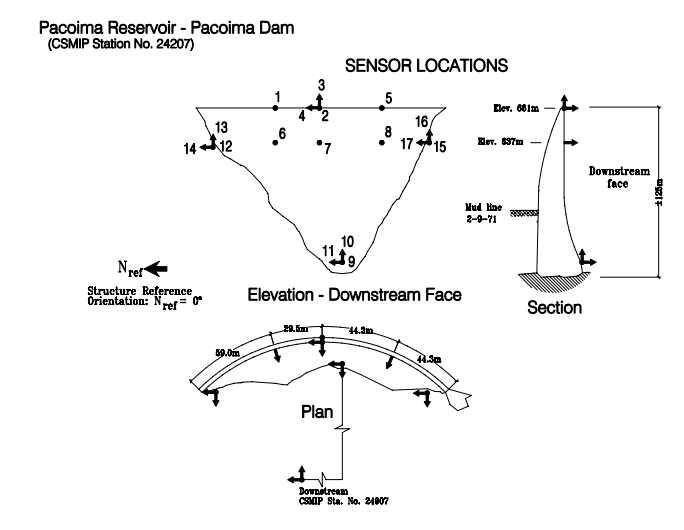 Pacoima Reservoir - Pacoima Dam
(CSMIP Station No. 24207)
SENSOR LOCATIONS
1
3
5
4
2
Elev. 681m
13
16
14
12
6
7
8
17
15
Elev. 637m
Downstream
face
±125m
Mud line
2-9-71
11
10
9
Nref
Structure Reference
Orientation: Nref = 0°
Elevation - Downstream Face
Section
59.0m
29.5m
44.3m
44.3m
Plan
Downstream
CSMIP Sta. No. 24907